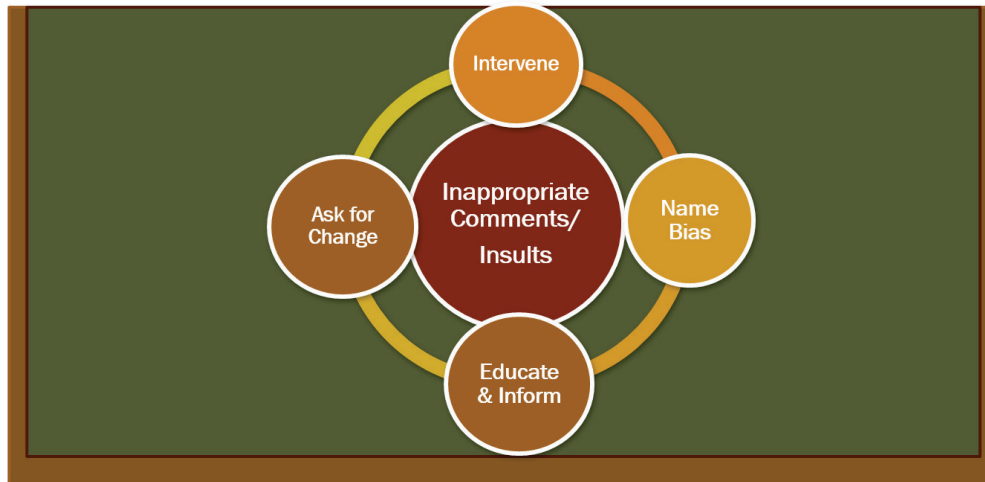 Intervene
Inappropriate
Comments/
Insults
Name
Bias
Ask for
Change
Educate
& Inform